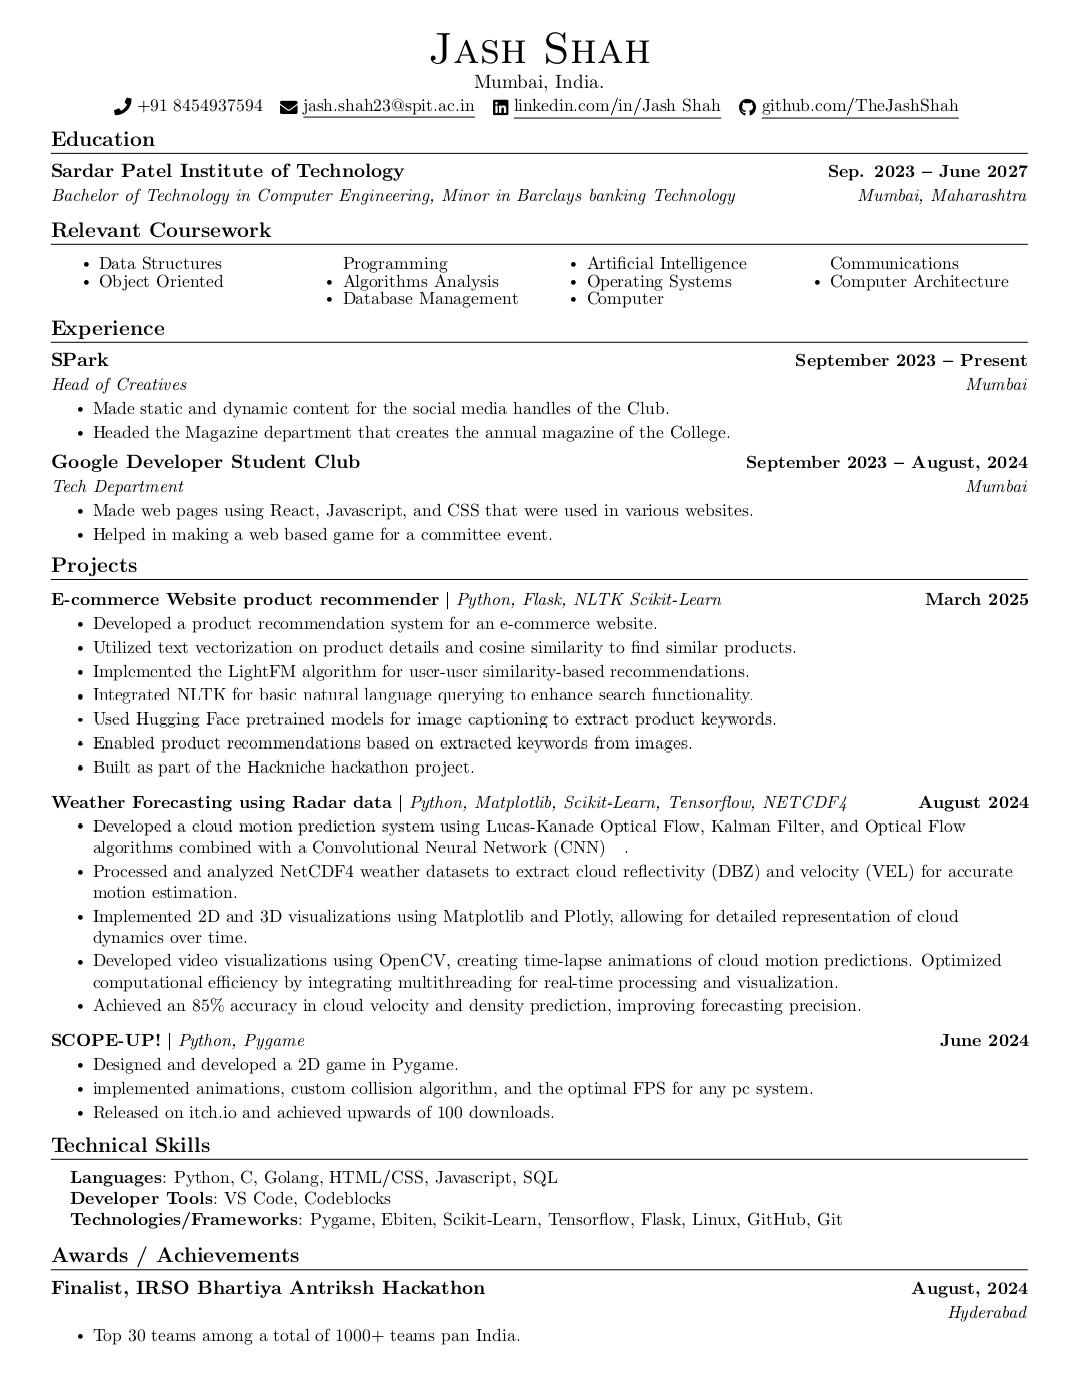 Jash Shah
Mumbai, India.
+91 8454937594 jash.shah23@spit.ac.in linkedin.com/in/Jash Shah github.com/TheJashShah
Education
Sardar Patel Institute of Technology Sep. 2023 – June 2027
Bachelor of Technology in Computer Engineering, Minor in Barclays banking Technology Mumbai, Maharashtra
Relevant Coursework
• Data Structures
• Object Oriented
Programming
• Algorithms Analysis
• Database Management
• Artificial Intelligence
• Operating Systems
• Computer
Communications
• Computer Architecture
Experience
SPark September 2023 – Present
Head of Creatives Mumbai
• Made static and dynamic content for the social media handles of the Club.
• Headed the Magazine department that creates the annual magazine of the College.
Google Developer Student Club September 2023 – August, 2024
Tech Department Mumbai
• Made web pages using React, Javascript, and CSS that were used in various websites.
• Helped in making a web based game for a committee event.
Projects
E-commerce Website product recommender | Python, Flask, NLTK Scikit-Learn March 2025
• Developed a product recommendation system for an e-commerce website.
• Utilized text vectorization on product details and cosine similarity to find similar products.
• Implemented the LightFM algorithm for user-user similarity-based recommendations.
• Integrated NLTK for basic natural language querying to enhance search functionality.
• Used Hugging Face pretrained models for image captioning to extract product keywords.
• Enabled product recommendations based on extracted keywords from images.
• Built as part of the Hackniche hackathon project.
Weather Forecasting using Radar data | Python, Matplotlib, Scikit-Learn, Tensorflow, NETCDF4 August 2024
• Developed a cloud motion prediction system using Lucas-Kanade Optical Flow, Kalman Filter, and Optical Flow
algorithms combined with a Convolutional Neural Network (CNN) .
• Processed and analyzed NetCDF4 weather datasets to extract cloud reflectivity (DBZ) and velocity (VEL) for accurate
motion estimation.
• Implemented 2D and 3D visualizations using Matplotlib and Plotly, allowing for detailed representation of cloud
dynamics over time.
• Developed video visualizations using OpenCV, creating time-lapse animations of cloud motion predictions. Optimized
computational efficiency by integrating multithreading for real-time processing and visualization.
• Achieved an 85% accuracy in cloud velocity and density prediction, improving forecasting precision.
SCOPE-UP! | Python, Pygame June 2024
• Designed and developed a 2D game in Pygame.
• implemented animations, custom collision algorithm, and the optimal FPS for any pc system.
• Released on itch.io and achieved upwards of 100 downloads.
Technical Skills
Languages: Python, C, Golang, HTML/CSS, Javascript, SQL
Developer Tools: VS Code, Codeblocks
Technologies/Frameworks: Pygame, Ebiten, Scikit-Learn, Tensorflow, Flask, Linux, GitHub, Git
Awards / Achievements
Finalist, IRSO Bhartiya Antriksh Hackathon August, 2024
Hyderabad
• Top 30 teams among a total of 1000+ teams pan India.